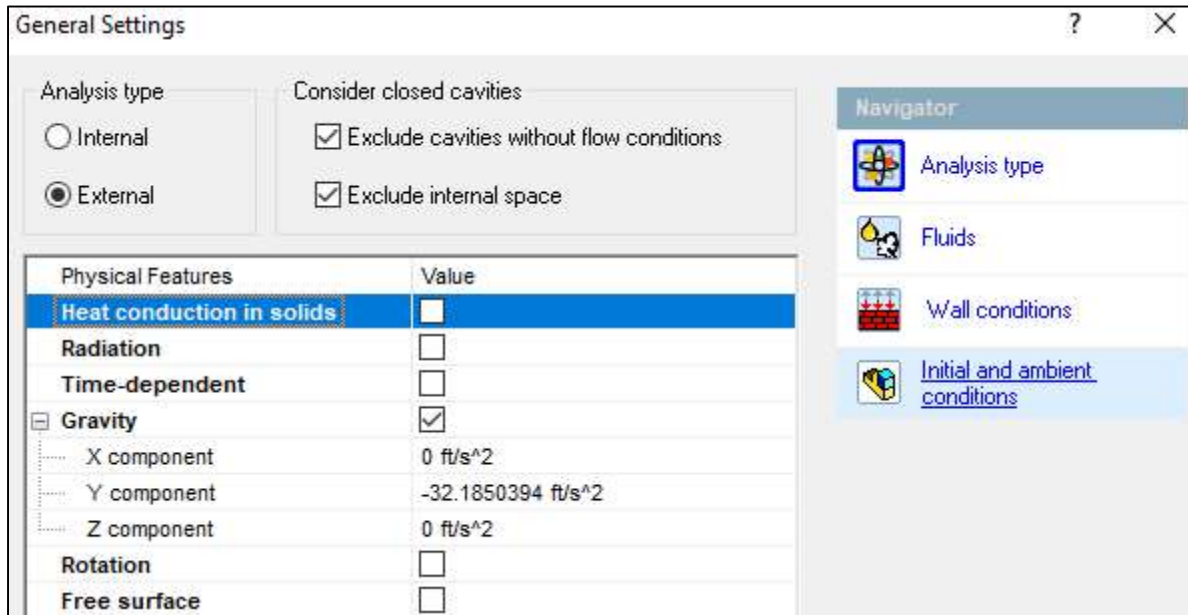 General Settings
?
Analysis type
Internal
External
Consider closed cavities
Exclude cavities without flow conditions
Exclude internal space
Physical Features Value
Heat conduction in solids
Radiation
Time-dependent
Gravity
X component 0 ft/s^2
Y component -32.1850394 ft/s^2
Z component 0 ft/s^2
Rotation
Free surface
Navigator
Analysis type
Fluids
Wall conditions
Initial and ambient
conditions